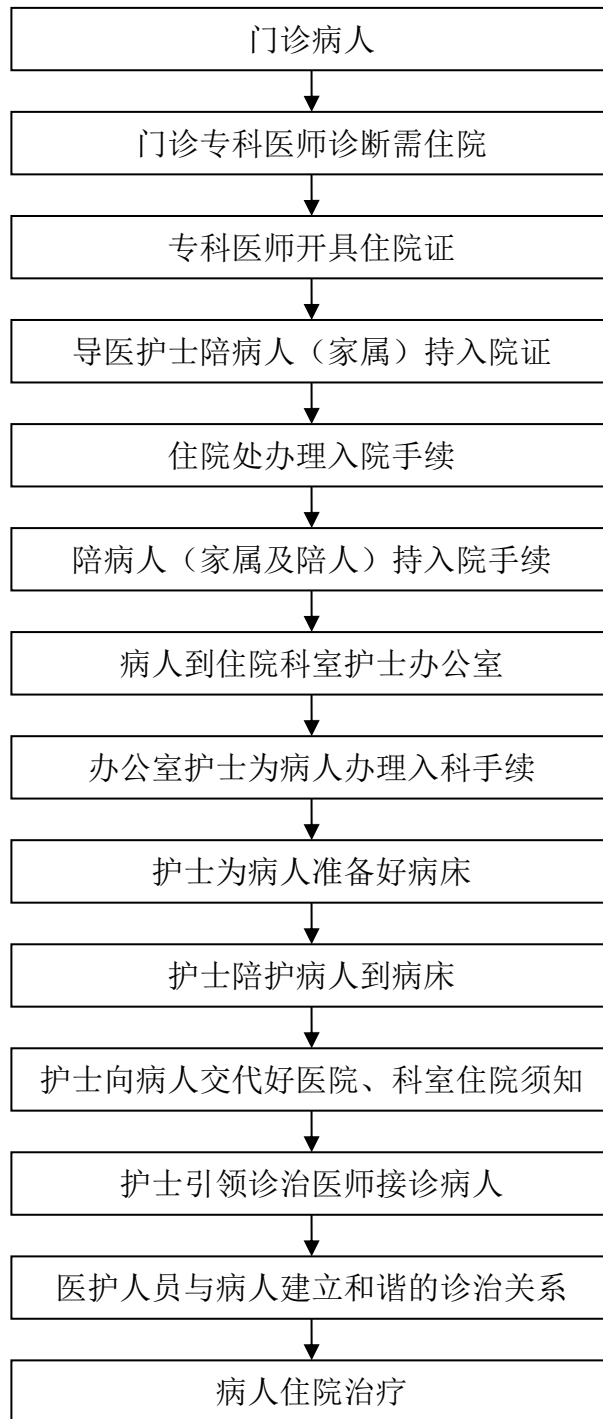 门诊病人
门诊专科医师诊断需住院
专科医师开具住院证
导医护士陪病人（家属）持入院证
住院处办理入院手续
陪病人（家属及陪人）持入院手续
病人到住院科室护士办公室
办公室护士为病人办理入科手续
护士为病人准备好病床
护士陪护病人到病床
护士向病人交代好医院、科室住院须知
护士引领诊治医师接诊病人
医护人员与病人建立和谐的诊治关系
病人住院治疗